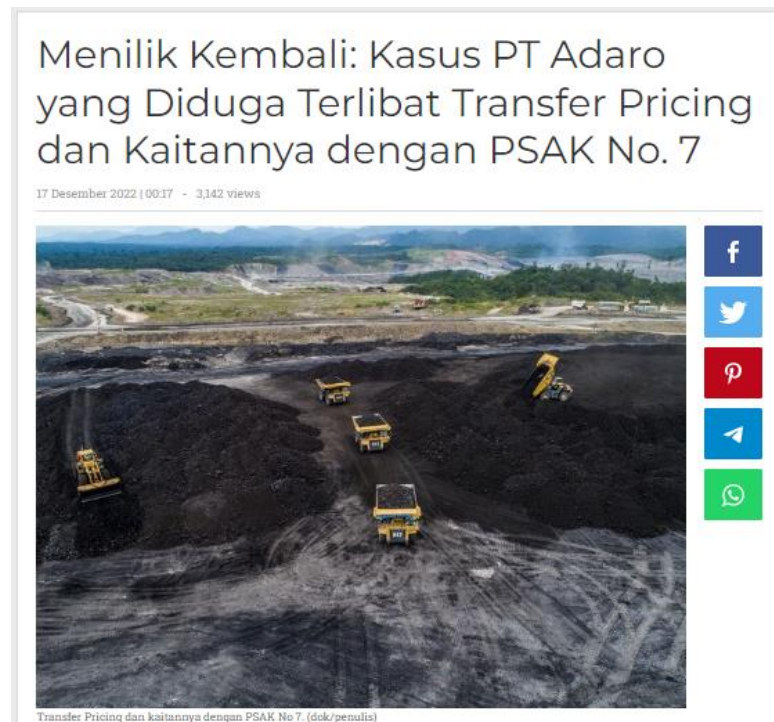 Menilik Kembali: Kasus PT Adaro
yang Diduga Terlibat Transfer Pricing
dan Kaitannya dengan PSAK No. 7
17 Desember 2022 | 00:17 - 3,142 views
Transfer Pricing dan kaitannya dengan PSAK No 7. (dok/penulis)